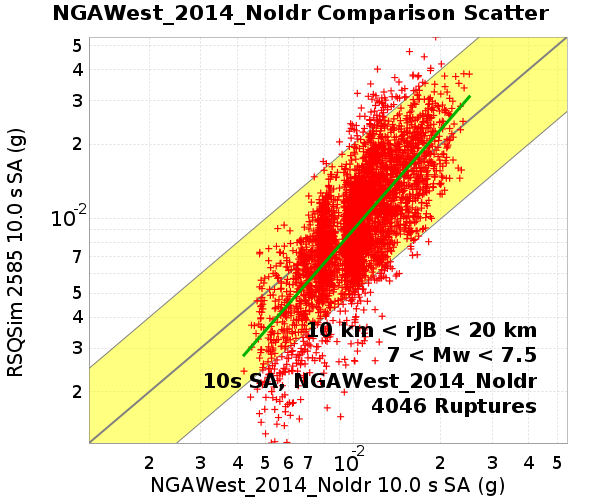 NGAWest_2014_NoIdr Comparison Scatter
5
4
3
2
10-2
7
5
4
3
2
RSQSim 2585 10.0 s SA (g)
10 km < rJB < 20 km
7 < Mw < 7.5
10s SA, NGAWest_2014_NoIdr
4046 Ruptures
2 3 4 5 6 7 10-2 2 3 4 5
NGAWest_2014_NoIdr 10.0 s SA (g)